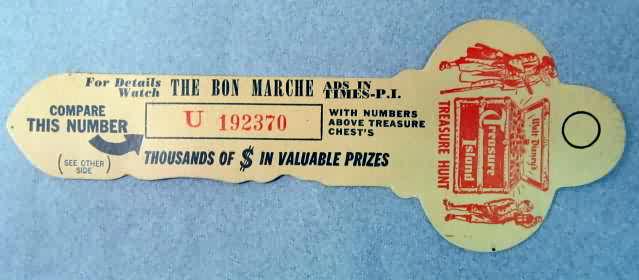 For Details Watch THE BON MARCHE ADS IN TIMES-P.I.
COMPARE THIS NUMBER
U 192370
WITH NUMBERS ABOVE TREASURE CHEST'S
(SEE OTHER SIDE)
THOUSANDS OF $ IN VALUABLE PRIZES
Walt Disney's
Treasure Island
TREASURE HUNT